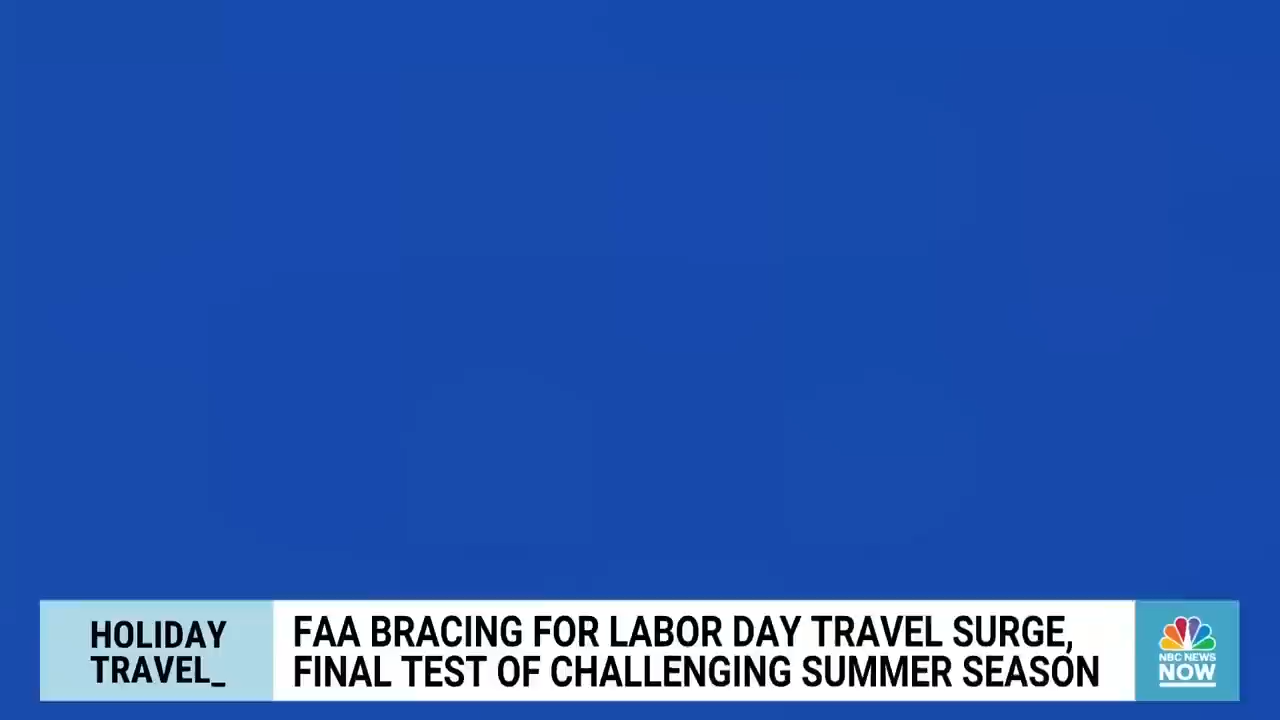 HOLIDAY
TRAVEL_
FAA BRACING FOR LABOR DAY TRAVEL SURGE,
FINAL TEST OF CHALLENGING SUMMER SEASON
NBC NEWS
NOW